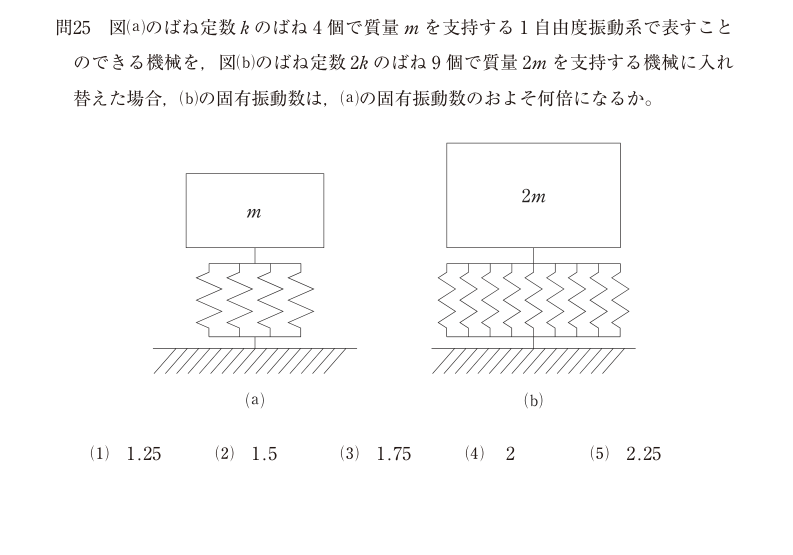 問25 図(a)のばね定数 k のばね 4 個で質量 m を支持する 1 自由度振動系で表すこと
のできる機械を，図(b)のばね定数 2k のばね 9 個で質量 2m を支持する機械に入れ
替えた場合，(b)の固有振動数は，(a)の固有振動数のおよそ何倍になるか。
m
2m
(a)
(b)
(1) 1.25 (2) 1.5 (3) 1.75 (4) 2 (5) 2.25